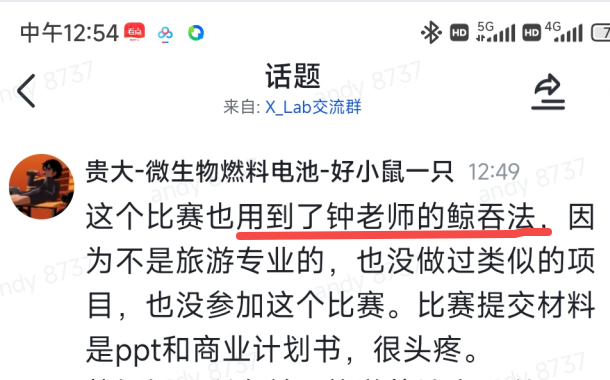 中午12:54
HD 5G HD 4G 7
话题
来自: X_Lab交流群
贵大-微生物燃料电池-好小鼠一只 12:49
这个比赛也用到了钟老师的鲸吞法，因
为不是旅游专业的，也没做过类似的项
目，也没参加这个比赛。比赛提交材料
是ppt和商业计划书，很头疼。
andy 8737